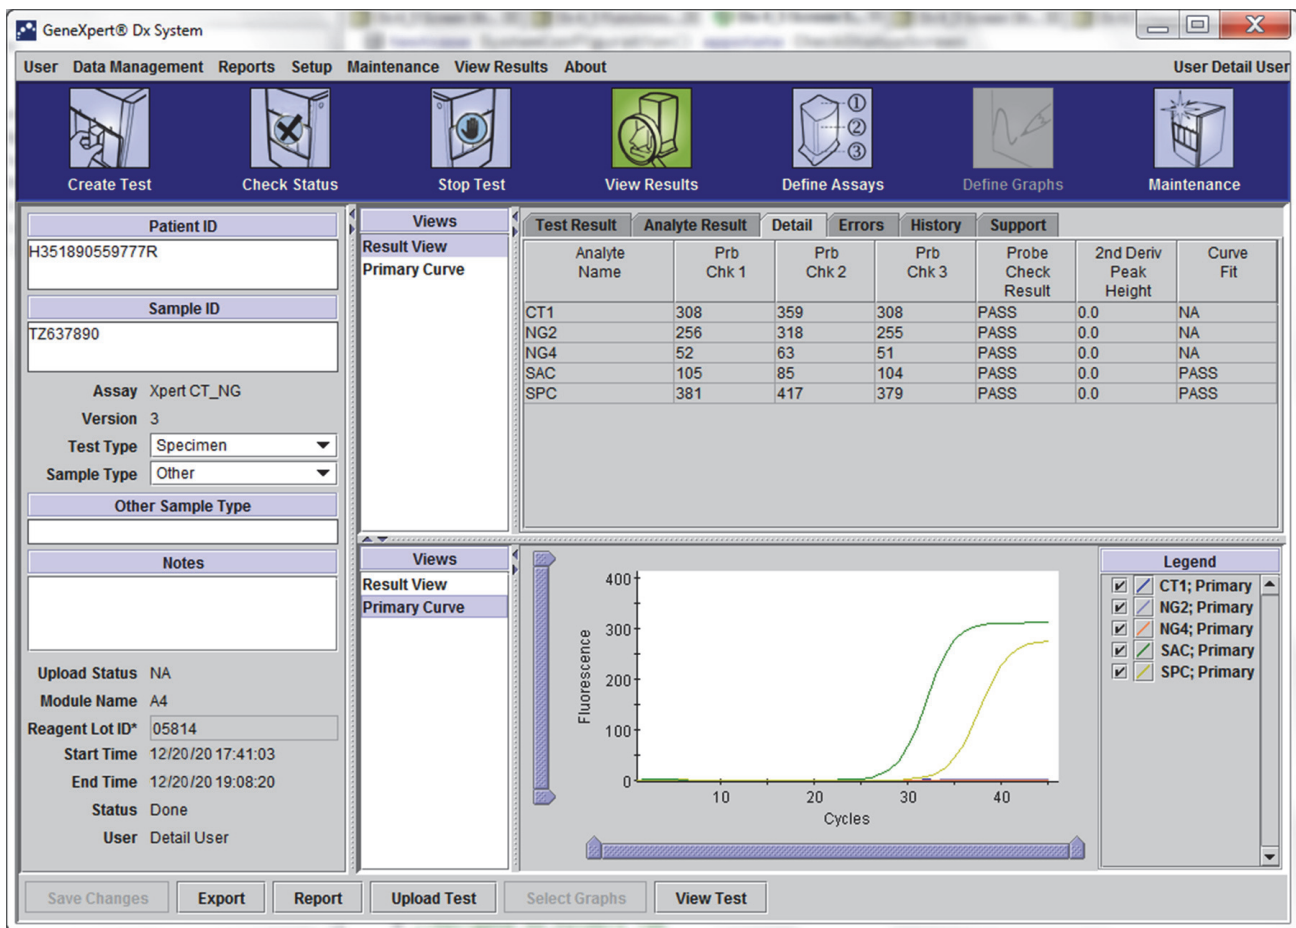 GeneXpert® Dx System
User Data Management Reports Setup Maintenance View Results About User Detail User
Create Test Check Status Stop Test View Results Define Assays Define Graphs Maintenance
① ② ③
Patient ID
H351890559777R
Sample ID
TZ637890
Assay Xpert CT_NG
Version 3
Test Type Specimen
Sample Type Other
Other Sample Type
Notes
Upload Status NA
Module Name A4
Reagent Lot ID* 05814
Start Time 12/20/20 17:41:03
End Time 12/20/20 19:08:20
Status Done
User Detail User
Views
Result View
Primary Curve
Test Result Analyte Result Detail Errors History Support
Analyte Name Prb Chk 1 Prb Chk 2 Prb Chk 3 Probe Check Result 2nd Deriv Peak Height Curve Fit
CT1 308 359 308 PASS 0.0 NA
NG2 256 318 255 PASS 0.0 NA
NG4 52 63 51 PASS 0.0 NA
SAC 105 85 104 PASS 0.0 PASS
SPC 381 417 379 PASS 0.0 PASS
Views
Result View
Primary Curve
Fluorescence
400
300
200
100
0
10 20 30 40
Cycles
Legend
CT1; Primary
NG2; Primary
NG4; Primary
SAC; Primary
SPC; Primary
Save Changes Export Report Upload Test Select Graphs View Test